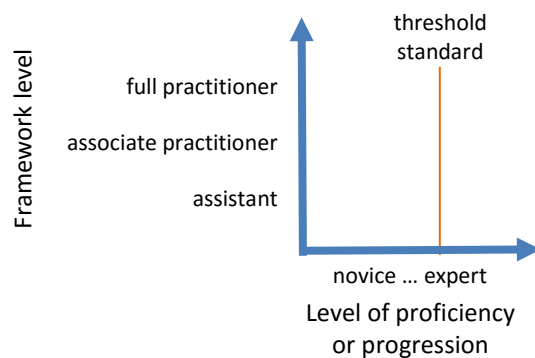 threshold
standard
Framework level
full practitioner
associate practitioner
assistant
novice ... expert
Level of proficiency
or progression